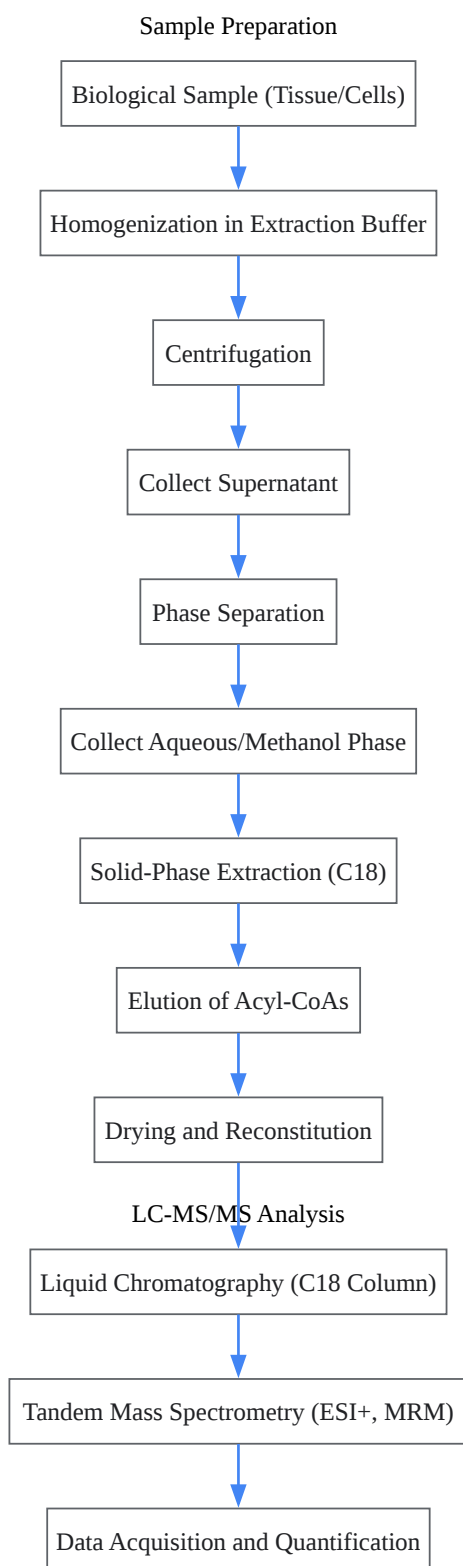 Sample Preparation
Biological Sample (Tissue/Cells)
Homogenization in Extraction Buffer
Centrifugation
Collect Supernatant
Phase Separation
Collect Aqueous/Methanol Phase
Solid-Phase Extraction (C18)
Elution of Acyl-CoAs
Drying and Reconstitution
LC-MS/MS Analysis
Liquid Chromatography (C18 Column)
Tandem Mass Spectrometry (ESI+, MRM)
Data Acquisition and Quantification